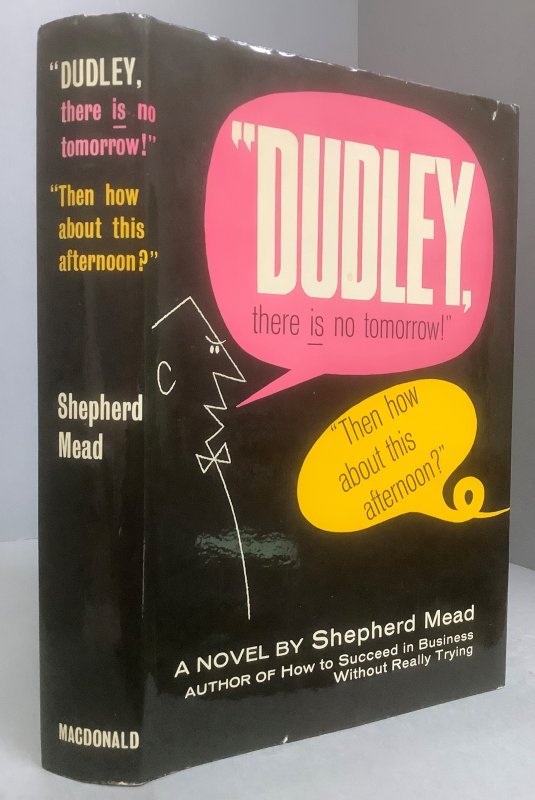 "DUDLEY,
there is no
tomorrow!"
"Then how
about this
afternoon?"
Shepherd
Mead
MACDONALD
"DUDLEY,
there is no tomorrow!"
"Then how
about this
afternoon?"
A NOVEL BY Shepherd Mead
AUTHOR OF How to Succeed in Business
Without Really Trying